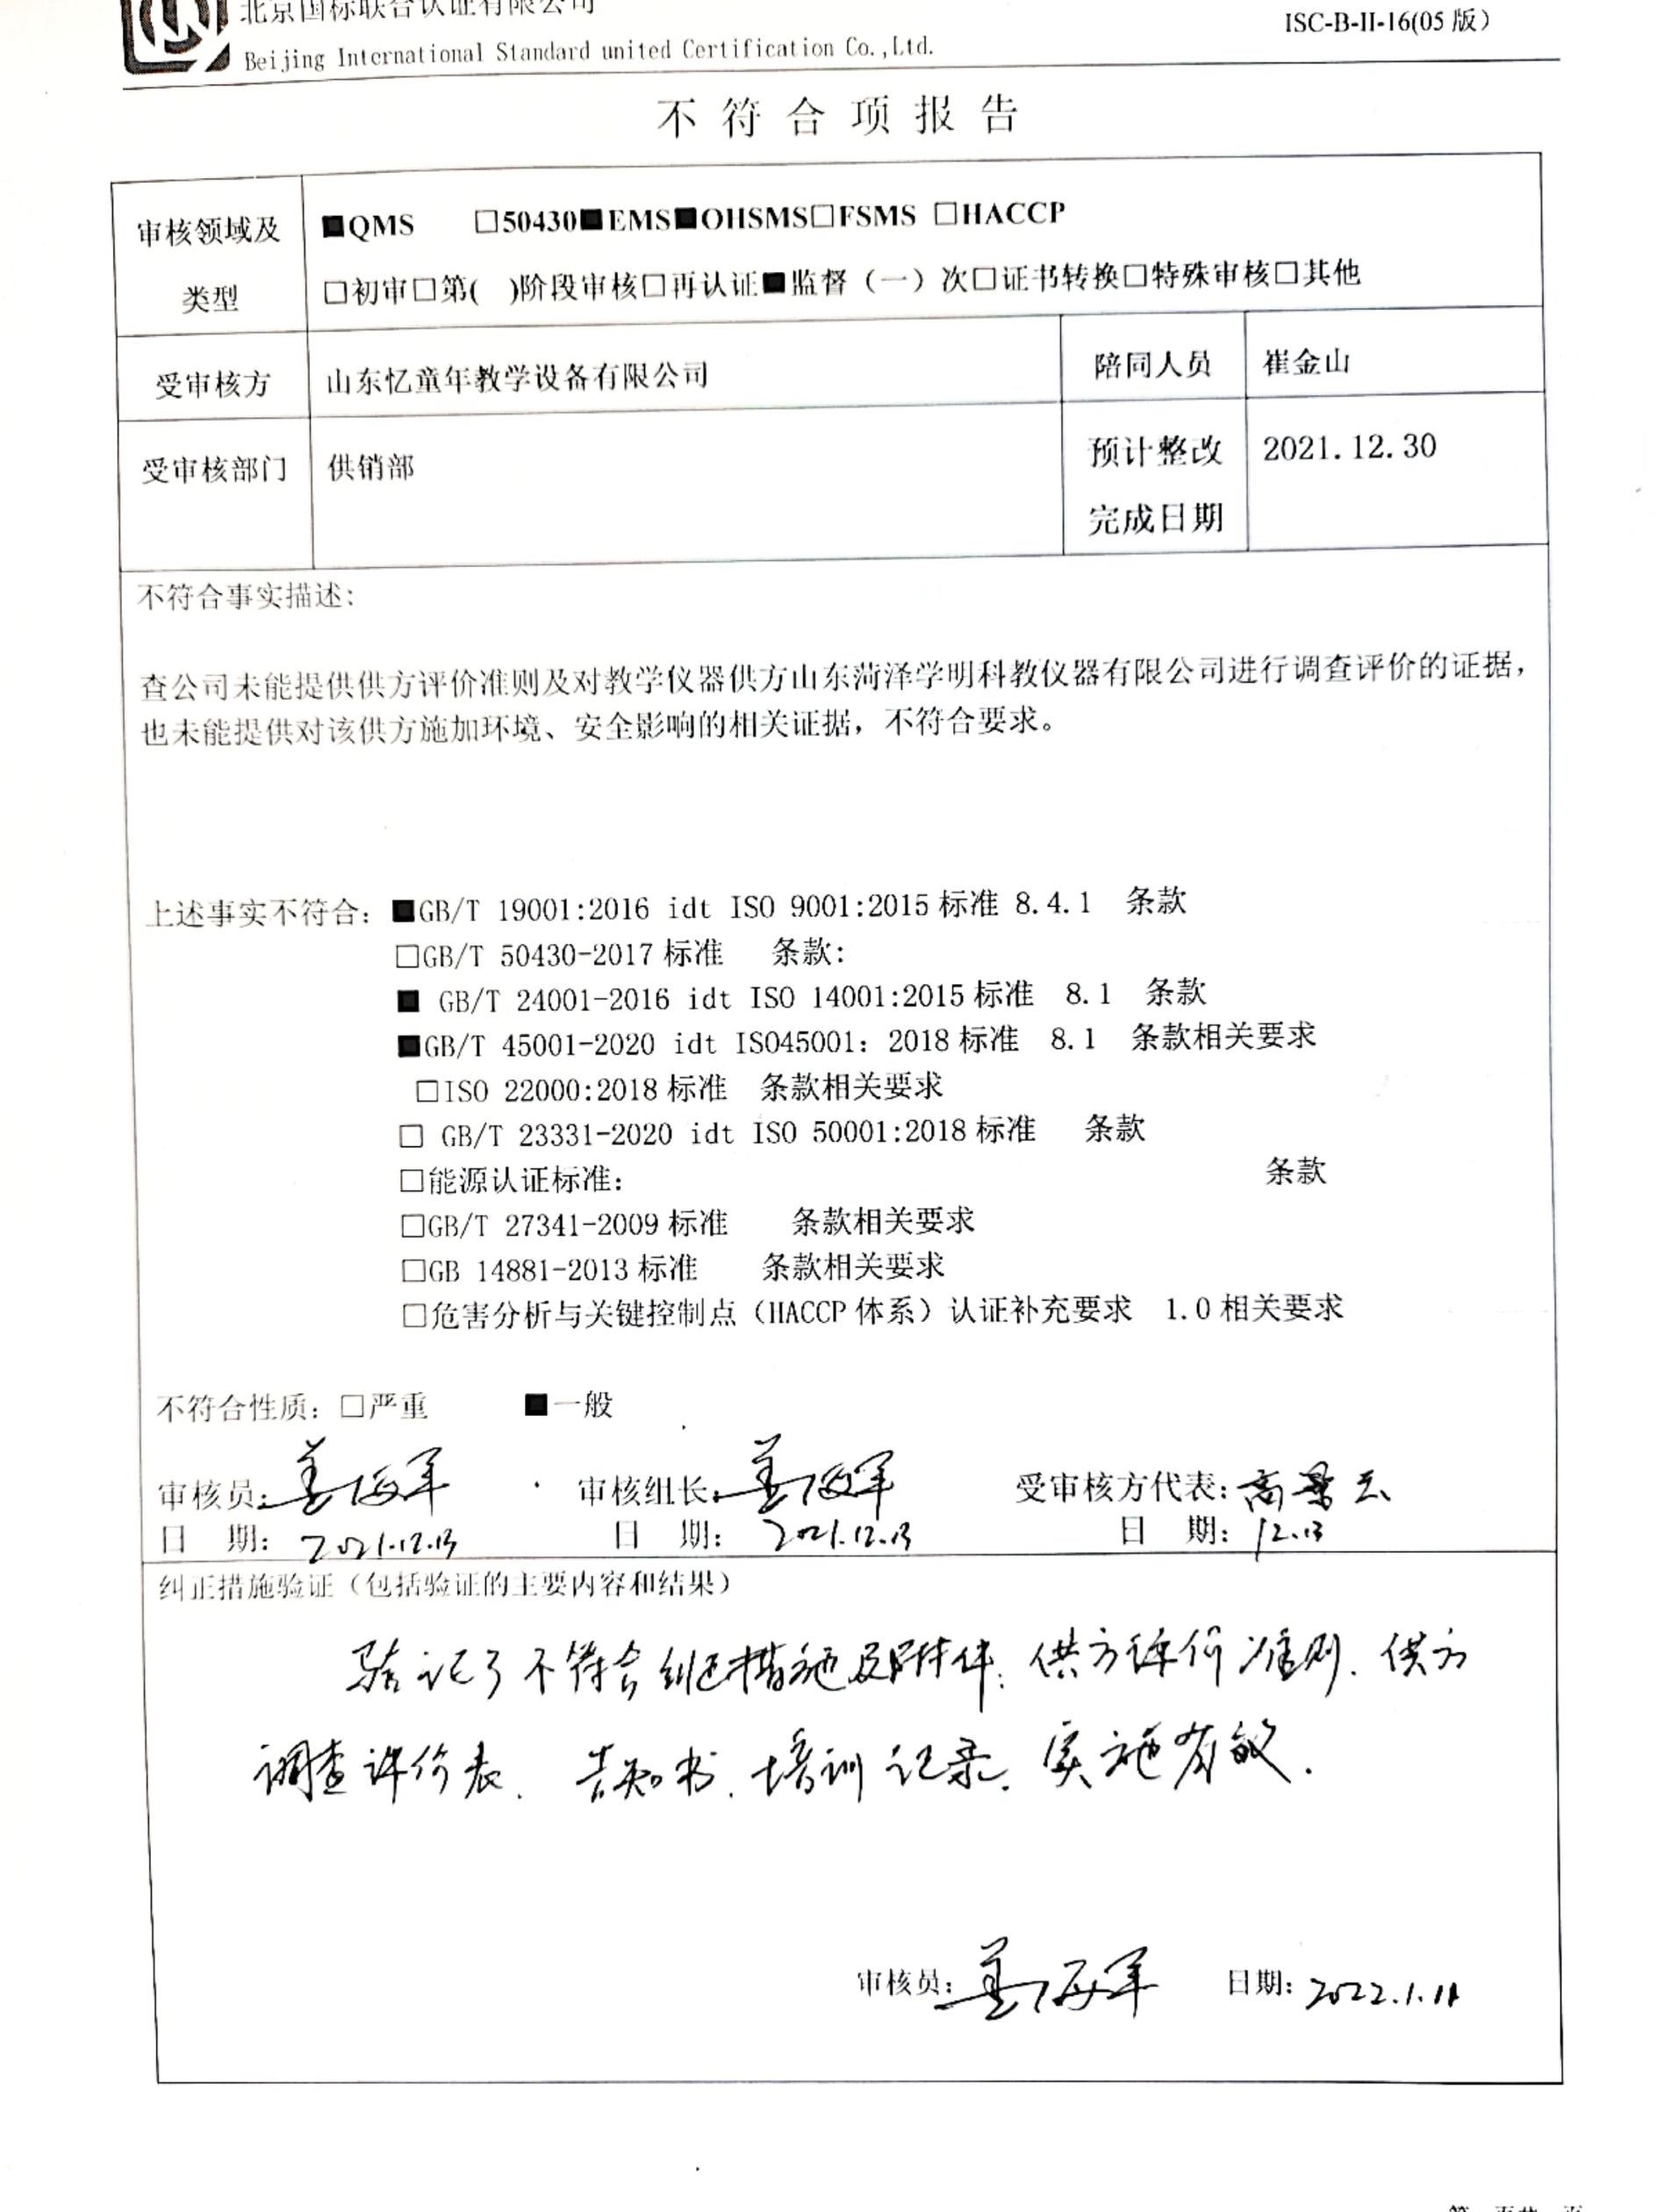 北京国标联合认证有限公司
ISC-B-II-16(05 版)
Beijing International Standard united Certification Co.,Ltd.
不 符 合 项 报 告
审核领域及
类型
■QMS □50430■EMS■OHSMS□FSMS □HACCP
□初审□第( )阶段审核□再认证■监督（一）次□证书转换□特殊审核□其他
受审核方
山东忆童年教学设备有限公司
陪同人员
崔金山
受审核部门
供销部
预计整改
完成日期
2021.12.30
不符合事实描述：
查公司未能提供供方评价准则及对教学仪器供方山东菏泽学明科教仪器有限公司进行调查评价的证据，
也未能提供对该供方施加环境、安全影响的相关证据，不符合要求。
上述事实不符合：■GB/T 19001:2016 idt ISO 9001:2015 标准 8.4.1 条款
□GB/T 50430-2017 标准 条款：
■ GB/T 24001-2016 idt ISO 14001:2015 标准 8.1 条款
■GB/T 45001-2020 idt ISO45001：2018 标准 8.1 条款相关要求
□ISO 22000:2018 标准 条款相关要求
□ GB/T 23331-2020 idt ISO 50001:2018 标准 条款
□能源认证标准： 条款
□GB/T 27341-2009 标准 条款相关要求
□GB 14881-2013 标准 条款相关要求
□危害分析与关键控制点（HACCP 体系）认证补充要求 1.0 相关要求
不符合性质：□严重 ■一般
审核员：姜海军 审核组长：姜海军 受审核方代表：高景云
日 期：2021.12.13 日 期：2021.12.13 日 期：12.13
纠正措施验证（包括验证的主要内容和结果）
验证了不符合纠正措施及附件：供方评价准则、供方
调查评价表、告知书、培训记录，实施有效.
审核员：姜海军 日期：2022.1.11